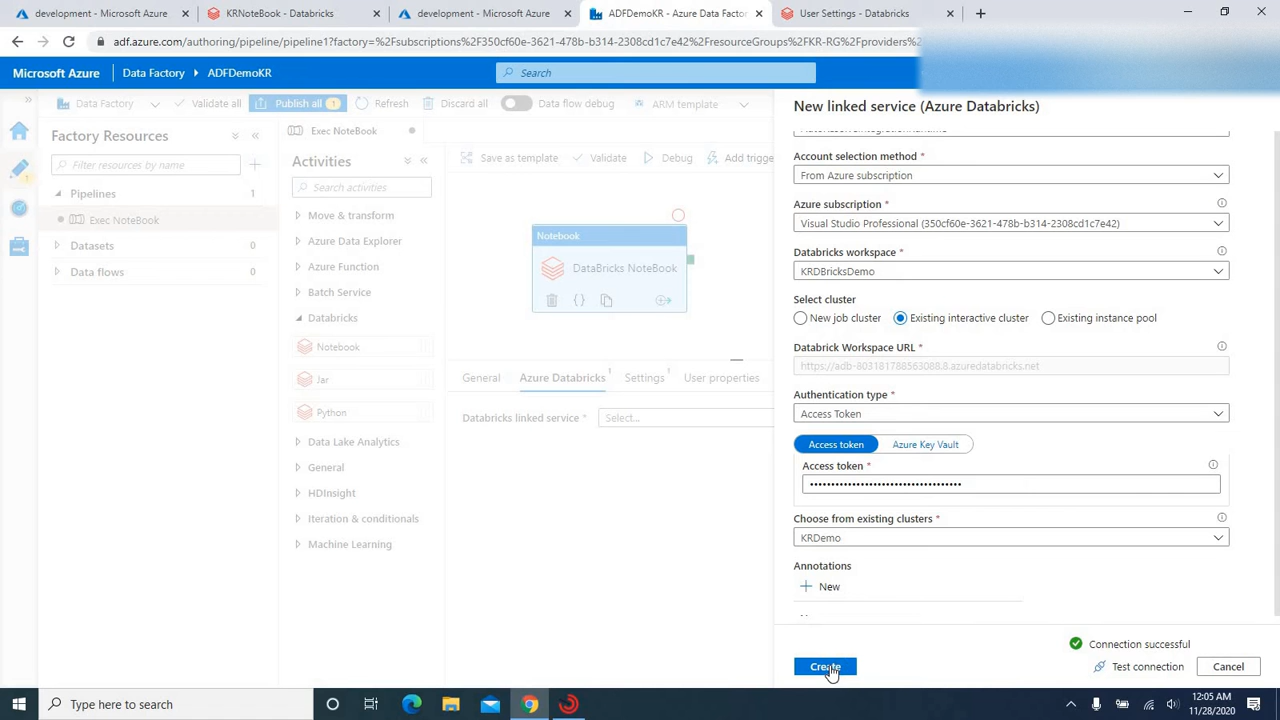 development - Microsoft Azure
KRNoteBook - Databricks
development - Microsoft Azure
ADFDemoKR - Azure Data Factor
User Settings - Databricks
adf.azure.com/authoring/pipeline/pipeline1?factory=%2Fsubscriptions%2F350cf60e-3621-478b-b314-2308cd1c7e42%2FresourceGroups%2FKR-RG%2Fproviders%2
Microsoft Azure
Data Factory
ADFDemoKR
Search
Data Factory
Validate all
Publish all 1
Refresh
Discard all
Data flow debug
ARM template
Factory Resources
Filter resources by name
Pipelines 1
Exec NoteBook
Datasets 0
Data flows 0
Exec NoteBook
Activities
Search activities
Move & transform
Azure Data Explorer
Azure Function
Batch Service
Databricks
Notebook
Jar
Python
Data Lake Analytics
General
HDInsight
Iteration & conditionals
Machine Learning
Save as template
Validate
Debug
Add trigge
Notebook
DataBricks NoteBook
General
Azure Databricks 1
Settings 1
User properties
Databricks linked service *
Select...
New linked service (Azure Databricks)
Account selection method *
From Azure subscription
Azure subscription *
Visual Studio Professional (350cf60e-3621-478b-b314-2308cd1c7e42)
Databricks workspace *
KRDBricksDemo
Select cluster
New job cluster
Existing interactive cluster
Existing instance pool
Databrick Workspace URL *
https://adb-803181788563088.8.azuredatabricks.net
Authentication type *
Access Token
Access token
Azure Key Vault
Access token *
Choose from existing clusters *
KRDemo
Annotations
New
Connection successful
Create
Test connection
Cancel
Type here to search
12:05 AM
11/28/2020